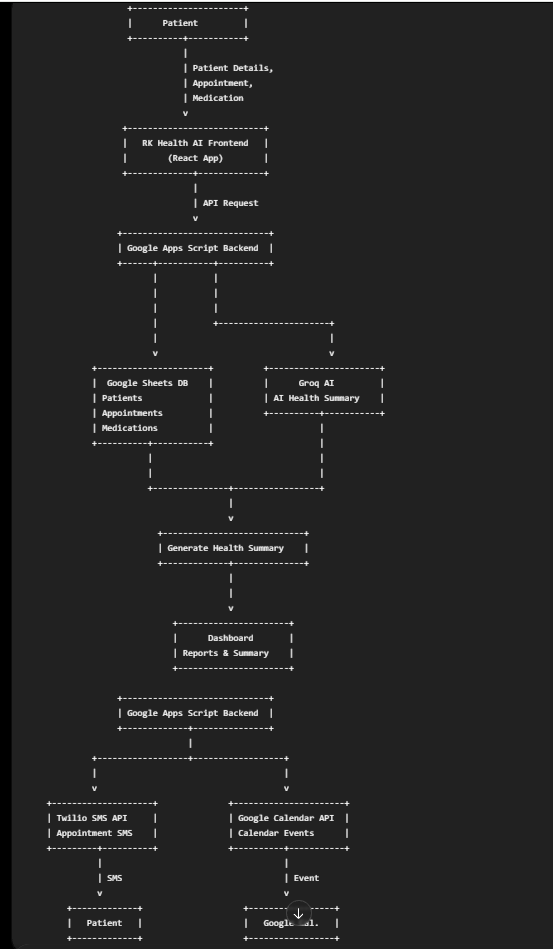 Patient
Patient Details,
Appointment,
Medication
v
RK Health AI Frontend
(React App)
API Request
v
Google Apps Script Backend
v v
Google Sheets DB Groq AI
Patients AI Health Summary
Appointments
Medications
v
Generate Health Summary
v
Dashboard
Reports & Summary
Google Apps Script Backend
v v
Twilio SMS API Google Calendar API
Appointment SMS Calendar Events
SMS Event
v v
Patient Google